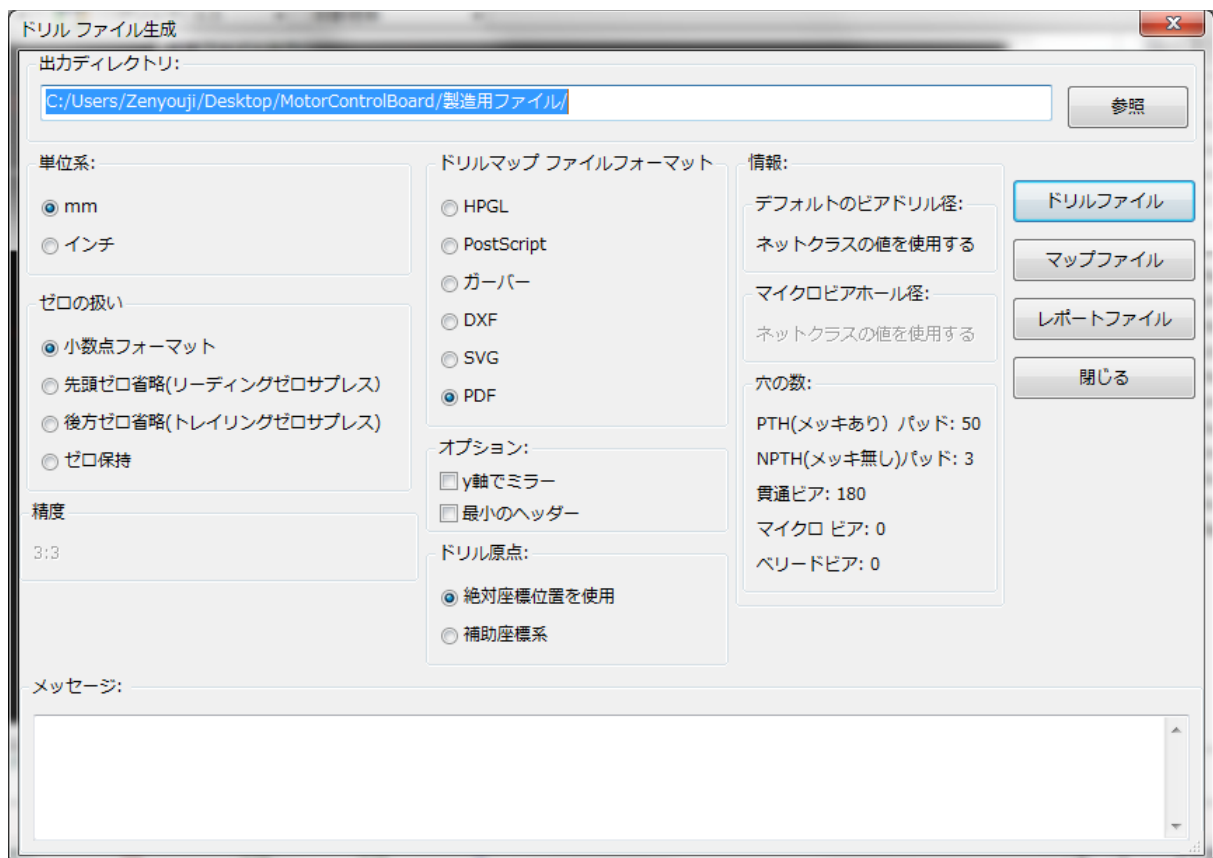 ドリル ファイル生成
出力ディレクトリ:
C:/Users/Zenyouji/Desktop/MotorControlBoard/製造用ファイル/
参照
単位系:
mm
インチ
ゼロの扱い
小数点フォーマット
先頭ゼロ省略(リーディングゼロサプレス)
後方ゼロ省略(トレイリングゼロサプレス)
ゼロ保持
精度
3:3
ドリルマップ ファイルフォーマット
HPGL
PostScript
ガーバー
DXF
SVG
PDF
オプション:
y軸でミラー
最小のヘッダー
ドリル原点:
絶対座標位置を使用
補助座標系
情報:
デフォルトのビアドリル径:
ネットクラスの値を使用する
マイクロビアホール径:
ネットクラスの値を使用する
穴の数:
PTH(メッキあり）パッド: 50
NPTH(メッキ無し)パッド: 3
貫通ビア: 180
マイクロ ビア: 0
ベリードビア: 0
ドリルファイル
マップファイル
レポートファイル
閉じる
メッセージ: